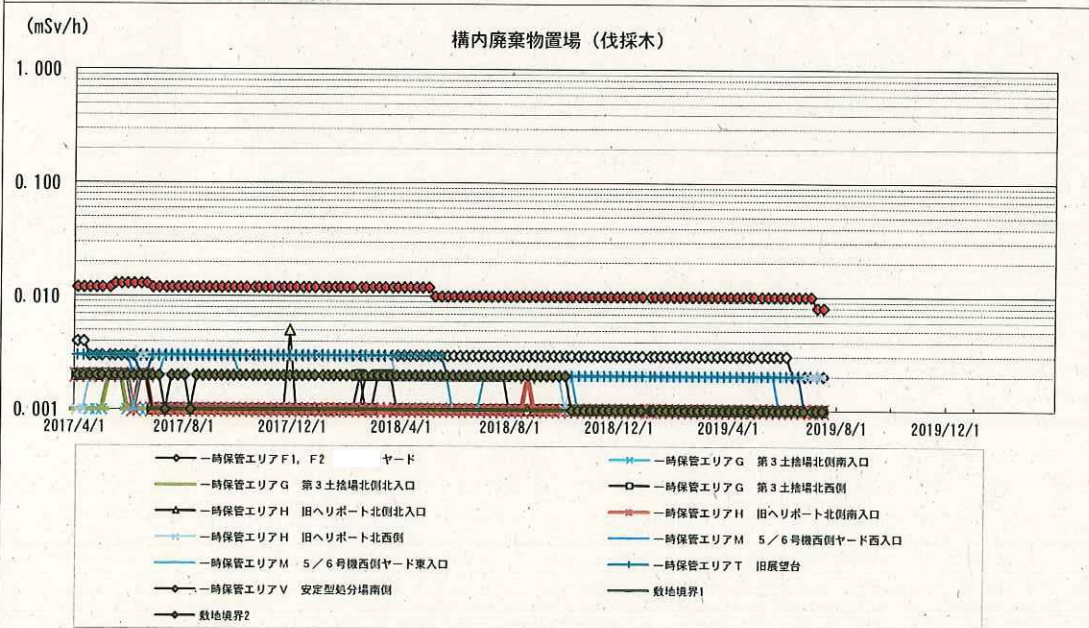 (mSv/h)
構内廃棄物置場（伐採木）
1.000
0.100
0.010
0.001
2017/4/1 2017/8/1 2017/12/1 2018/4/1 2018/8/1 2018/12/1 2019/4/1 2019/8/1 2019/12/1
一時保管エリアF1, F2 ヤード
一時保管エリアG 第3土捨場北側南入口
一時保管エリアG 第3土捨場北側北入口
一時保管エリアG 第3土捨場北西側
一時保管エリアH 旧ヘリポート北側北入口
一時保管エリアH 旧ヘリポート北側南入口
一時保管エリアH 旧ヘリポート北西側
一時保管エリアM 5／6号機西側ヤード西入口
一時保管エリアM 5／6号機西側ヤード東入口
一時保管エリアT 旧展望台
一時保管エリアV 安定型処分場南側
敷地境界1
敷地境界2